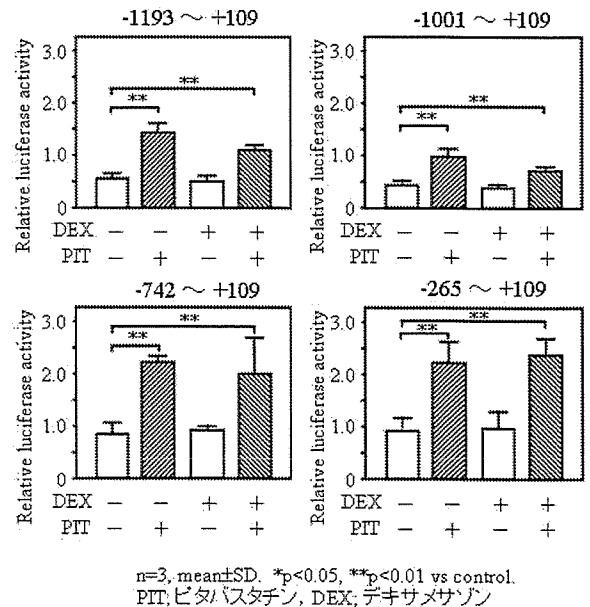 -1193 ～ +109
Relative luciferase activity
3.0
2.0
1.0
0
**
**
DEX － － + +
PIT － + － +
-1001 ～ +109
Relative luciferase activity
3.0
2.0
1.0
0
**
**
DEX － － + +
PIT － + － +
-742 ～ +109
Relative luciferase activity
3.0
2.0
1.0
0
**
**
DEX － － + +
PIT － + － +
-265 ～ +109
Relative luciferase activity
3.0
2.0
1.0
0
**
**
DEX － － + +
PIT － + － +
n=3, mean±SD. *p<0.05, **p<0.01 vs control.
PIT; ピタバスタチン, DEX; デキサメサゾン